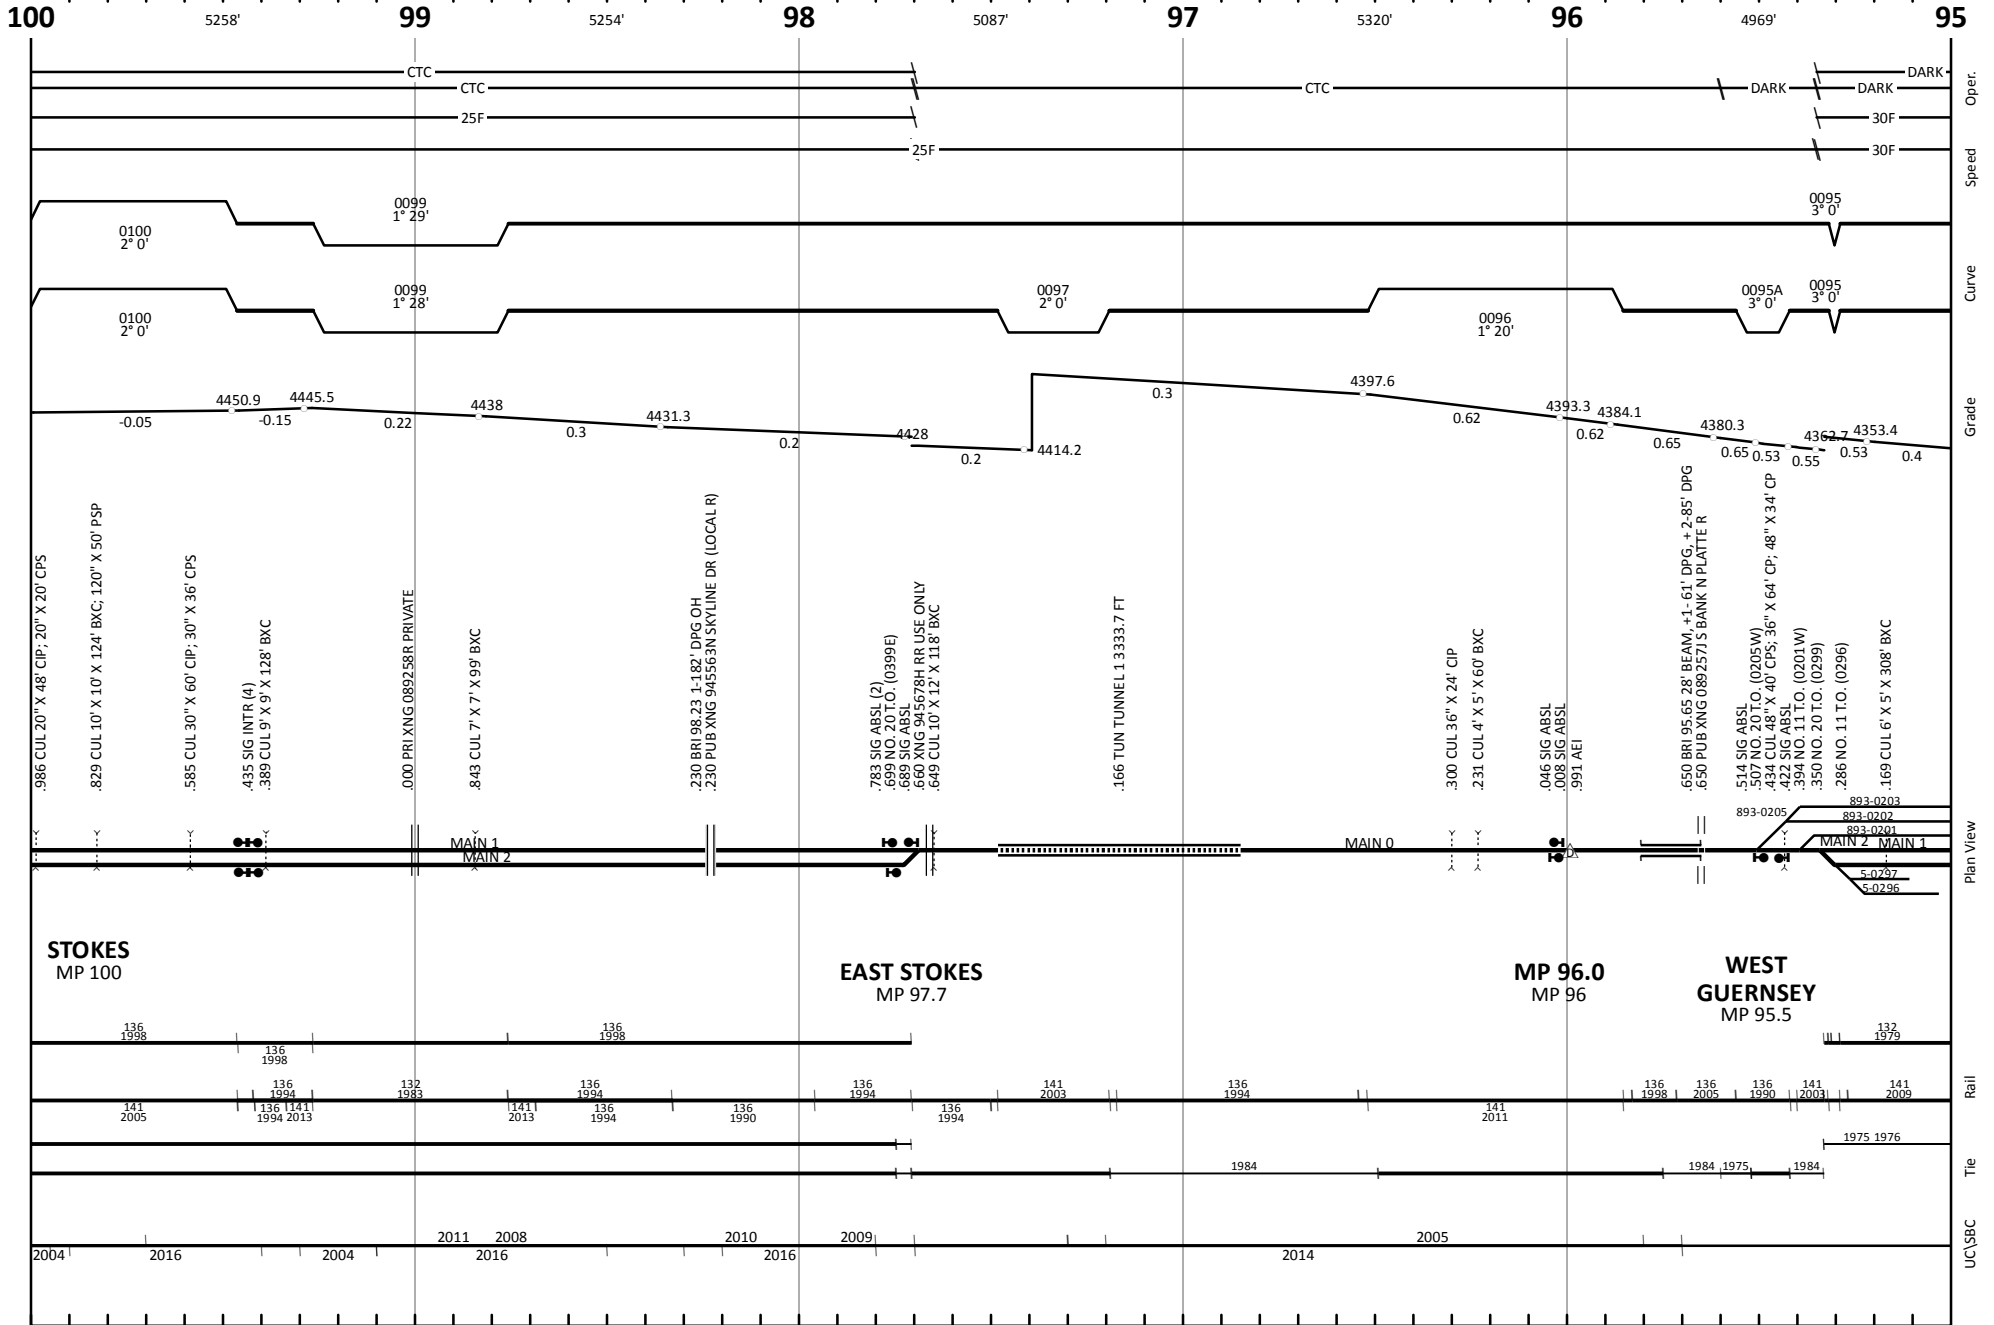 100 5258' 99 5254' 98 5087' 97 5320' 96 4969' 95
CTC DARK
CTC CTC DARK DARK
25F 30F
25F 30F
Oper.
Speed
0100
2° 0'
0099
1° 29'
0095
3° 0'
0100
2° 0'
0099
1° 28'
0097
2° 0'
0096
1° 20'
0095A
3° 0'
0095
3° 0'
Curve
4450.9 4445.5 4438 4431.3 4428 4414.2 4397.6 4393.3 4384.1 4380.3 4362.7 4353.4
-0.05 -0.15 0.22 0.3 0.2 0.2 0.3 0.62 0.62 0.65 0.65 0.53 0.55 0.53 0.4
Grade
.986 CUL 20" X 48' CIP; 20" X 20' CPS
.829 CUL 10' X 10' X 124' BXC; 120" X 50' PSP
.585 CUL 30" X 60' CIP; 30" X 36' CPS
.435 SIG INTR (4)
.389 CUL 9' X 9' X 128' BXC
.000 PRI XNG 089258R PRIVATE
.843 CUL 7' X 7' X 99' BXC
.230 BRI 98.23 1-182' DPG OH
.230 PUB XNG 945563N SKYLINE DR (LOCAL R)
.783 SIG ABSL (2)
.699 NO. 20 T.O. (0399E)
.689 SIG ABSL
.660 XNG 945678H RR USE ONLY
.649 CUL 10' X 12' X 118' BXC
.166 TUN TUNNEL 1 3333.7 FT
.300 CUL 36" X 24' CIP
.231 CUL 4' X 5' X 60' BXC
.046 SIG ABSL
.008 SIG ABSL
.991 AEI
.650 BRI 95.65 28' BEAM, +1- 61' DPG, + 2-85' DPG
.650 PUB XNG 089257J S BANK N PLATTE R
.514 SIG ABSL
.507 NO. 20 T.O. (0205W)
.434 CUL 48" X 40' CPS; 36" X 64' CP; 48" X 34' CP
.422 SIG ABSL
.394 NO. 11 T.O. (0201W)
.350 NO. 20 T.O. (0299)
.286 NO. 11 T.O. (0296)
.169 CUL 6' X 5' X 308' BXC
893-0203
893-0205 893-0202
893-0201
MAIN 1 MAIN 0 D MAIN 2 MAIN 1
MAIN 2
5-0297
5-0296
Plan View
STOKES
MP 100
EAST STOKES
MP 97.7
MP 96.0
MP 96
WEST
GUERNSEY
MP 95.5
136
1998
136
1998
136
1998
132
1979
136
1994
132
1983
136
1994
136
1994
141
2003
136
1994
136
1998
136
2005
136
1990
141
2003
141
2009
141
2005
136
1994
141
2013
141
2013
136
1994
136
1990
136
1994
141
2011
Rail
1975 1976
1984 1984 1975 1984
Tie
2011 2008 2010 2009 2005
2004 2016 2004 2016 2016 2014
UC\SBC